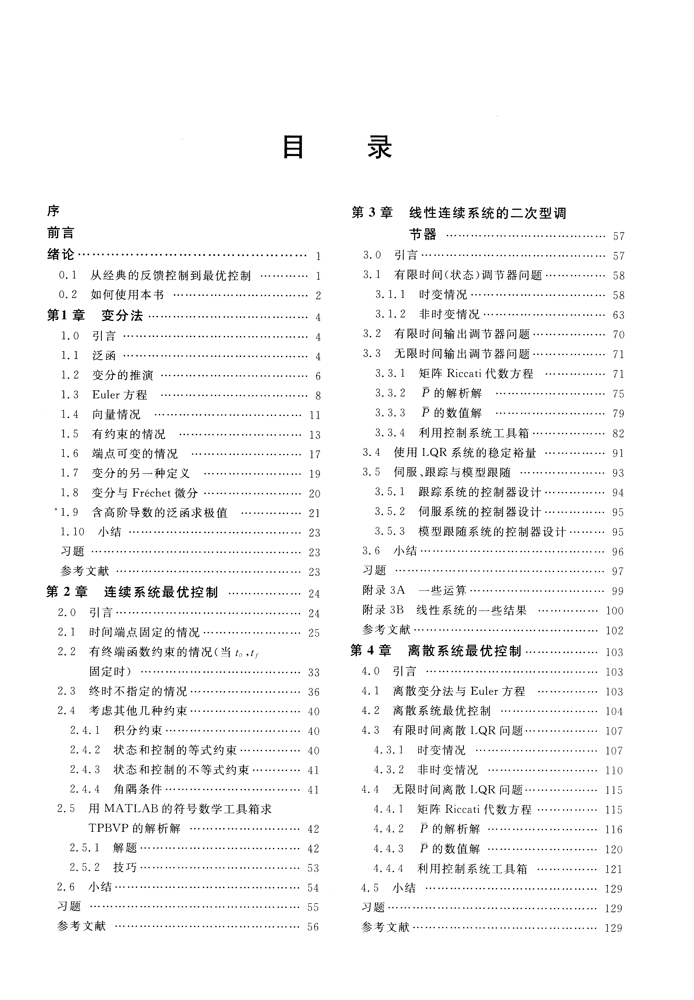 目 录
序
前言
绪论…………………………………………… 1
0.1 从经典的反馈控制到最优控制 ………… 1
0.2 如何使用本书 …………………………… 2
第1章 变分法 ………………………………… 4
1.0 引言 ……………………………………… 4
1.1 泛函 ……………………………………… 4
1.2 变分的推演 ……………………………… 6
1.3 Euler 方程 ……………………………… 8
1.4 向量情况 ……………………………… 11
1.5 有约束的情况 ………………………… 13
1.6 端点可变的情况 ……………………… 17
1.7 变分的另一种定义 …………………… 19
1.8 变分与 Fréchet 微分 …………………… 20
*1.9 含高阶导数的泛函求极值 …………… 21
1.10 小结 …………………………………… 23
习题 …………………………………………… 23
参考文献 ……………………………………… 23
第 2 章 连续系统最优控制 ……………… 24
2.0 引言……………………………………… 24
2.1 时间端点固定的情况…………………… 25
2.2 有终端函数约束的情况(当 t₀,t_f
固定时) ………………………………… 33
2.3 终时不指定的情况……………………… 36
2.4 考虑其他几种约束……………………… 40
2.4.1 积分约束…………………………… 40
2.4.2 状态和控制的等式约束…………… 40
2.4.3 状态和控制的不等式约束………… 41
2.4.4 角隅条件…………………………… 41
2.5 用 MATLAB 的符号数学工具箱求
TPBVP 的解析解 ……………………… 42
2.5.1 解题………………………………… 42
2.5.2 技巧………………………………… 53
2.6 小结……………………………………… 54
习题 …………………………………………… 55
参考文献 ……………………………………… 56
第 3 章 线性连续系统的二次型调
节器 ………………………………… 57
3.0 引言……………………………………… 57
3.1 有限时间(状态)调节器问题…………… 58
3.1.1 时变情况…………………………… 58
3.1.2 非时变情况………………………… 63
3.2 有限时间输出调节器问题……………… 70
3.3 无限时间输出调节器问题……………… 71
3.3.1 矩阵 Riccati 代数方程 …………… 71
3.3.2 P̄ 的解析解 ……………………… 75
3.3.3 P̄ 的数值解 ……………………… 79
3.3.4 利用控制系统工具箱……………… 82
3.4 使用 LQR 系统的稳定裕量 …………… 91
3.5 伺服、跟踪与模型跟随 ………………… 93
3.5.1 跟踪系统的控制器设计…………… 94
3.5.2 伺服系统的控制器设计…………… 95
3.5.3 模型跟随系统的控制器设计……… 95
3.6 小结……………………………………… 96
习题 …………………………………………… 97
附录 3A 一些运算…………………………… 99
附录 3B 线性系统的一些结果 …………… 100
参考文献……………………………………… 102
第 4 章 离散系统最优控制……………… 103
4.0 引言 …………………………………… 103
4.1 离散变分法与 Euler 方程 …………… 103
4.2 离散系统最优控制 …………………… 104
4.3 有限时间离散 LQR 问题……………… 107
4.3.1 时变情况 ………………………… 107
4.3.2 非时变情况 ……………………… 110
4.4 无限时间离散 LQR 问题……………… 115
4.4.1 矩阵 Riccati 代数方程 …………… 115
4.4.2 P̄ 的解析解 ……………………… 116
4.4.3 P̄ 的数值解 ……………………… 120
4.4.4 利用控制系统工具箱 …………… 121
4.5 小结 …………………………………… 129
习题…………………………………………… 129
参考文献……………………………………… 129